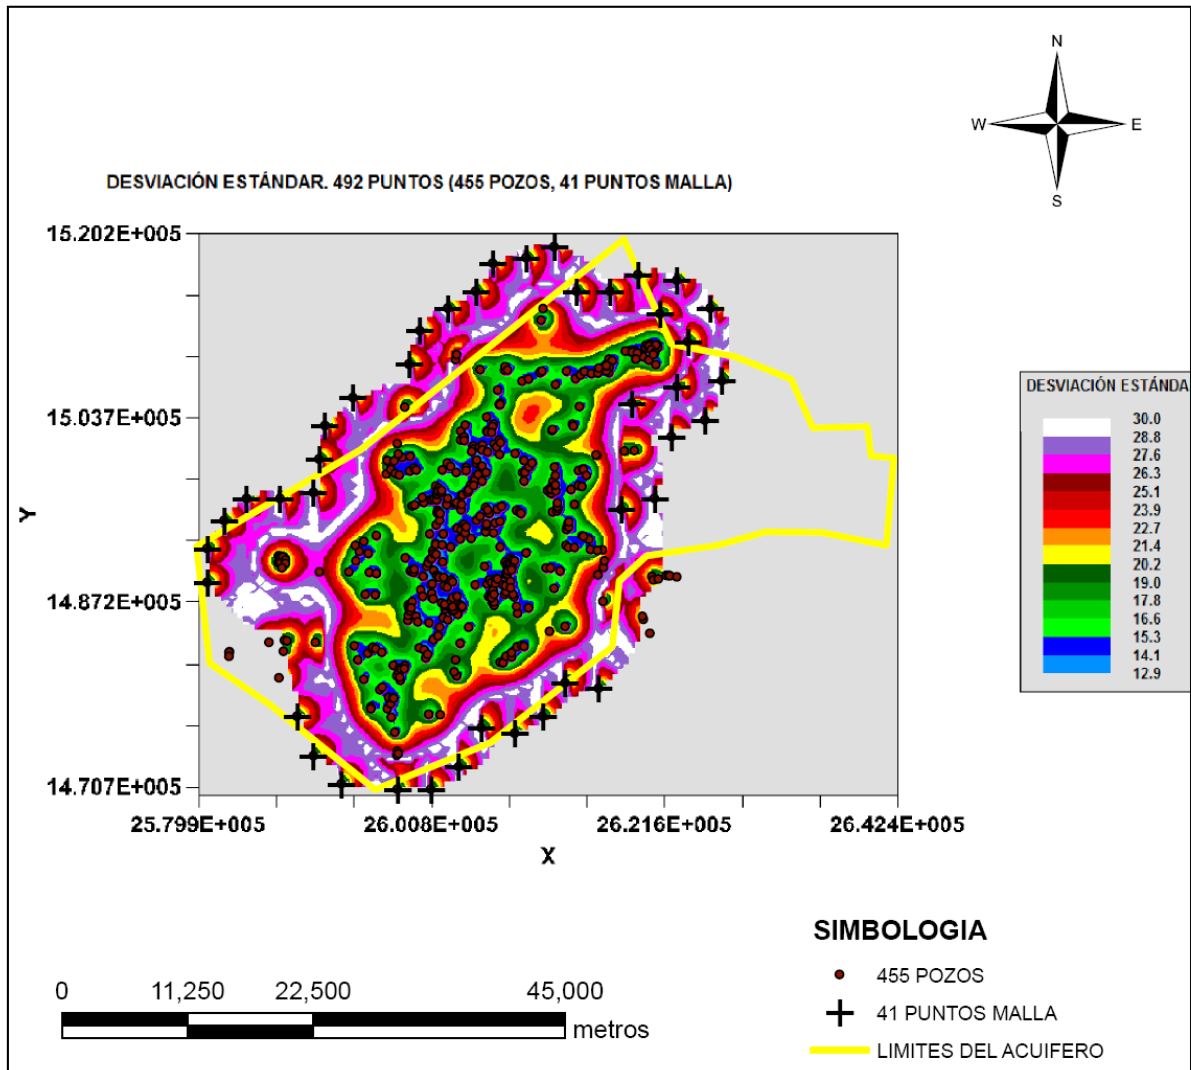 N
W
E
S
DESVIACIÓN ESTÁNDAR. 492 PUNTOS (455 POZOS, 41 PUNTOS MALLA)
15.202E+005
15.037E+005
14.872E+005
14.707E+005
Y
25.799E+005
26.008E+005
26.216E+005
26.424E+005
X
DESVIACIÓN ESTÁNDA
30.0
28.8
27.6
26.3
25.1
23.9
22.7
21.4
20.2
19.0
17.8
16.6
15.3
14.1
12.9
SIMBOLOGIA
455 POZOS
41 PUNTOS MALLA
LIMITES DEL ACUIFERO
0 11,250 22,500 45,000
metros